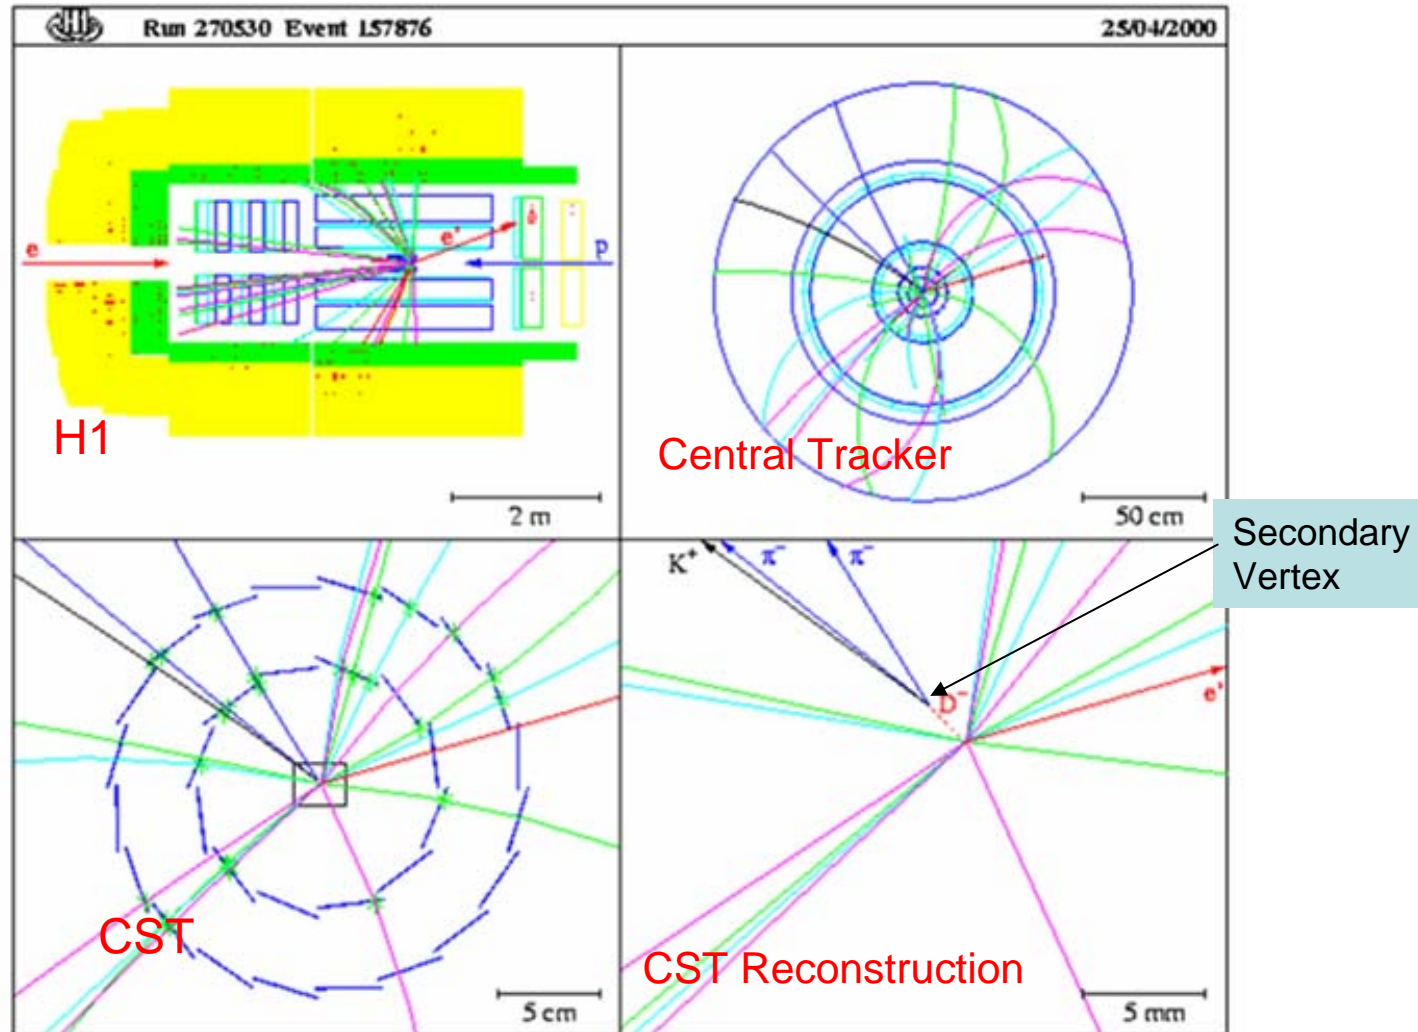 H1 Run 270530 Event 157876 25/04/2000
e
e'
p
H1
2 m
Central Tracker
50 cm
Secondary
Vertex
CST
5 cm
K⁺ π⁻ π⁻
D⁻
e'
CST Reconstruction
5 mm